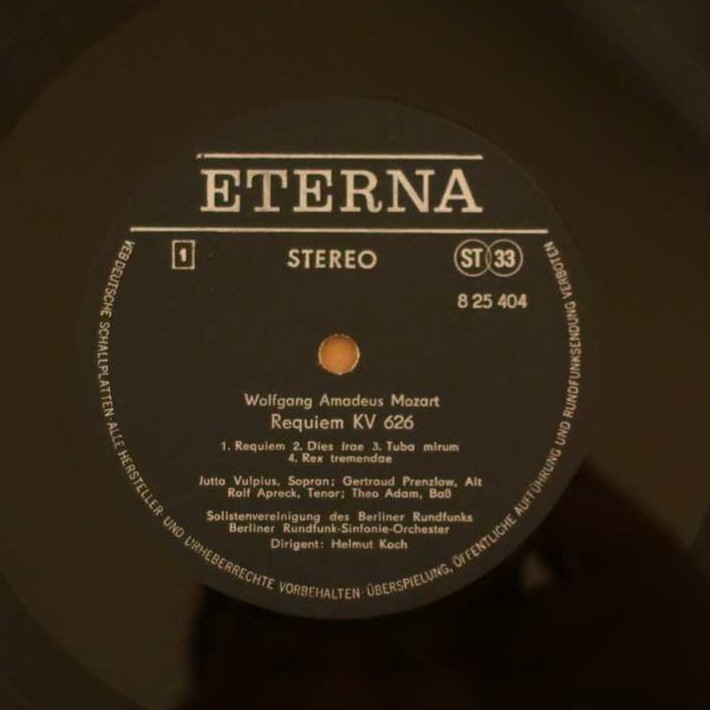 ETERNA
1 STEREO ST 33
8 25 404
Wolfgang Amadeus Mozart
Requiem KV 626
1. Requiem 2. Dies irae 3. Tuba mirum
4. Rex tremendae
Jutta Vulpius, Sopran; Gertraud Prenzlow, Alt
Rolf Apreck, Tenor; Theo Adam, Baß
Solistenvereinigung des Berliner Rundfunks
Berliner Rundfunk-Sinfonie-Orchester
Dirigent: Helmut Koch
VEB DEUTSCHE SCHALLPLATTEN · ALLE HERSTELLER- UND URHEBERRECHTE VORBEHALTEN · ÜBERSPIELUNG, ÖFFENTLICHE AUFFÜHRUNG UND RUNDFUNKSENDUNG VERBOTEN